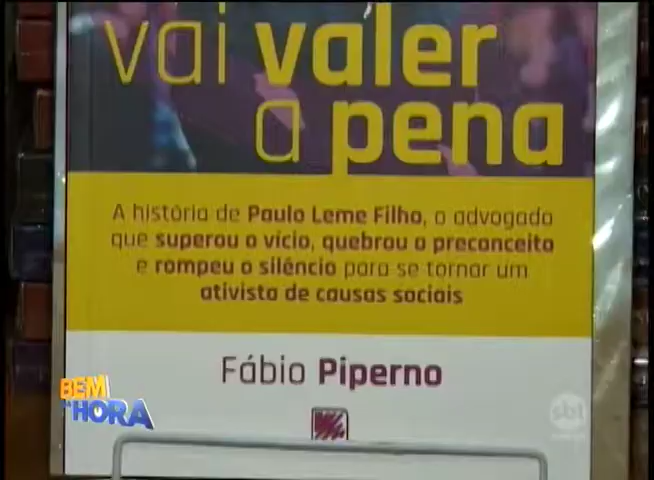 vai valer
a pena
A história de Paulo Leme Filho, o advogado
que superou o vício, quebrou o preconceito
e rompeu o silêncio para se tornar um
ativista de causas sociais
Fábio Piperno
BEM
NA HORA
sbt